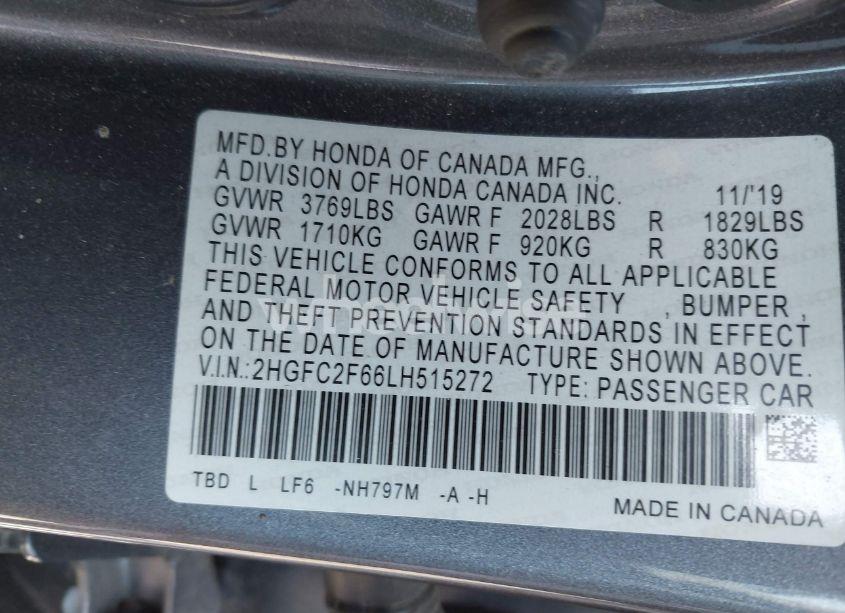 MFD.BY HONDA OF CANADA MFG.,
A DIVISION OF HONDA CANADA INC. 11/'19
GVWR 3769LBS GAWR F 2028LBS R 1829LBS
GVWR 1710KG GAWR F 920KG R 830KG
THIS VEHICLE CONFORMS TO ALL APPLICABLE
FEDERAL MOTOR VEHICLE SAFETY , BUMPER ,
AND THEFT PREVENTION STANDARDS IN EFFECT
ON THE DATE OF MANUFACTURE SHOWN ABOVE.
V.I.N.:2HGFC2F66LH515272 TYPE: PASSENGER CAR
TBD L LF6 -NH797M -A -H
MADE IN CANADA